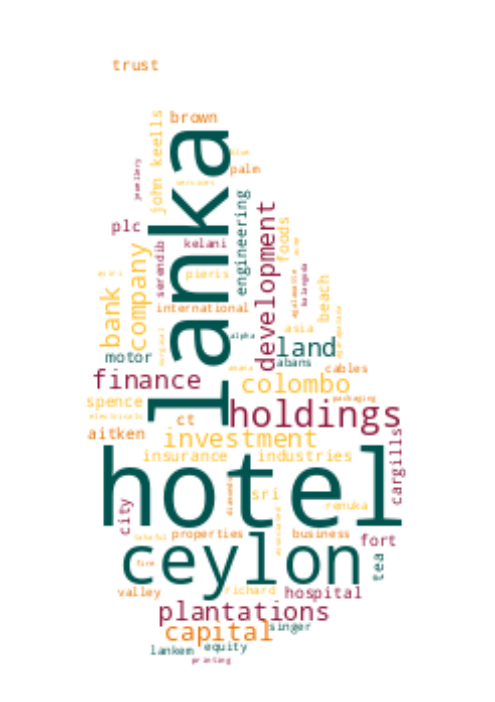 trust
john keells
brown
lanka
palm
services
plc
kelani
engineering
development
foods
serendib
pieris
company
bank
international
beach
asia
alpha
motor
land
abans
cables
finance
colombo
packaging
spence
holdings
ct
aitken
investment
cargills
insurance
industries
hotel
sri
renuka
city
properties
business
fort
ceylon
tea
fire
valley
richard
hospital
plantations
capital
singer
equity
lankem
printing